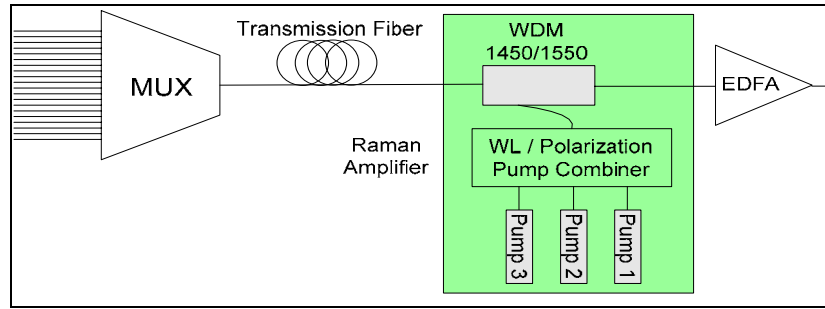 Transmission Fiber
WDM
1450/1550
MUX
EDFA
Raman
Amplifier
WL / Polarization
Pump Combiner
Pump 3
Pump 2
Pump 1